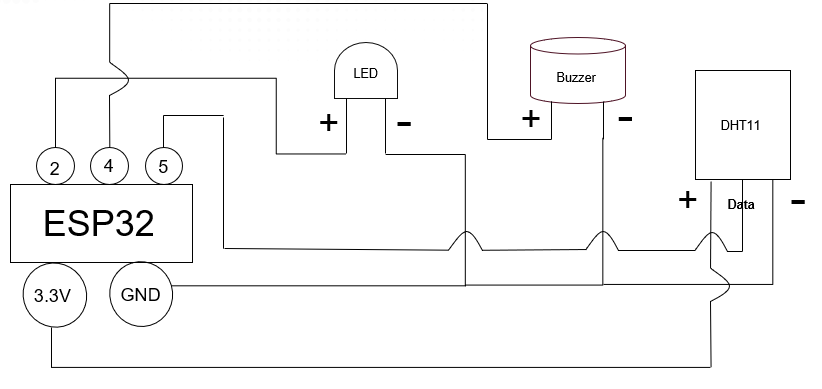 LED
Buzzer
DHT11
+
-
+
-
2
4
5
+
Data
-
ESP32
3.3V
GND